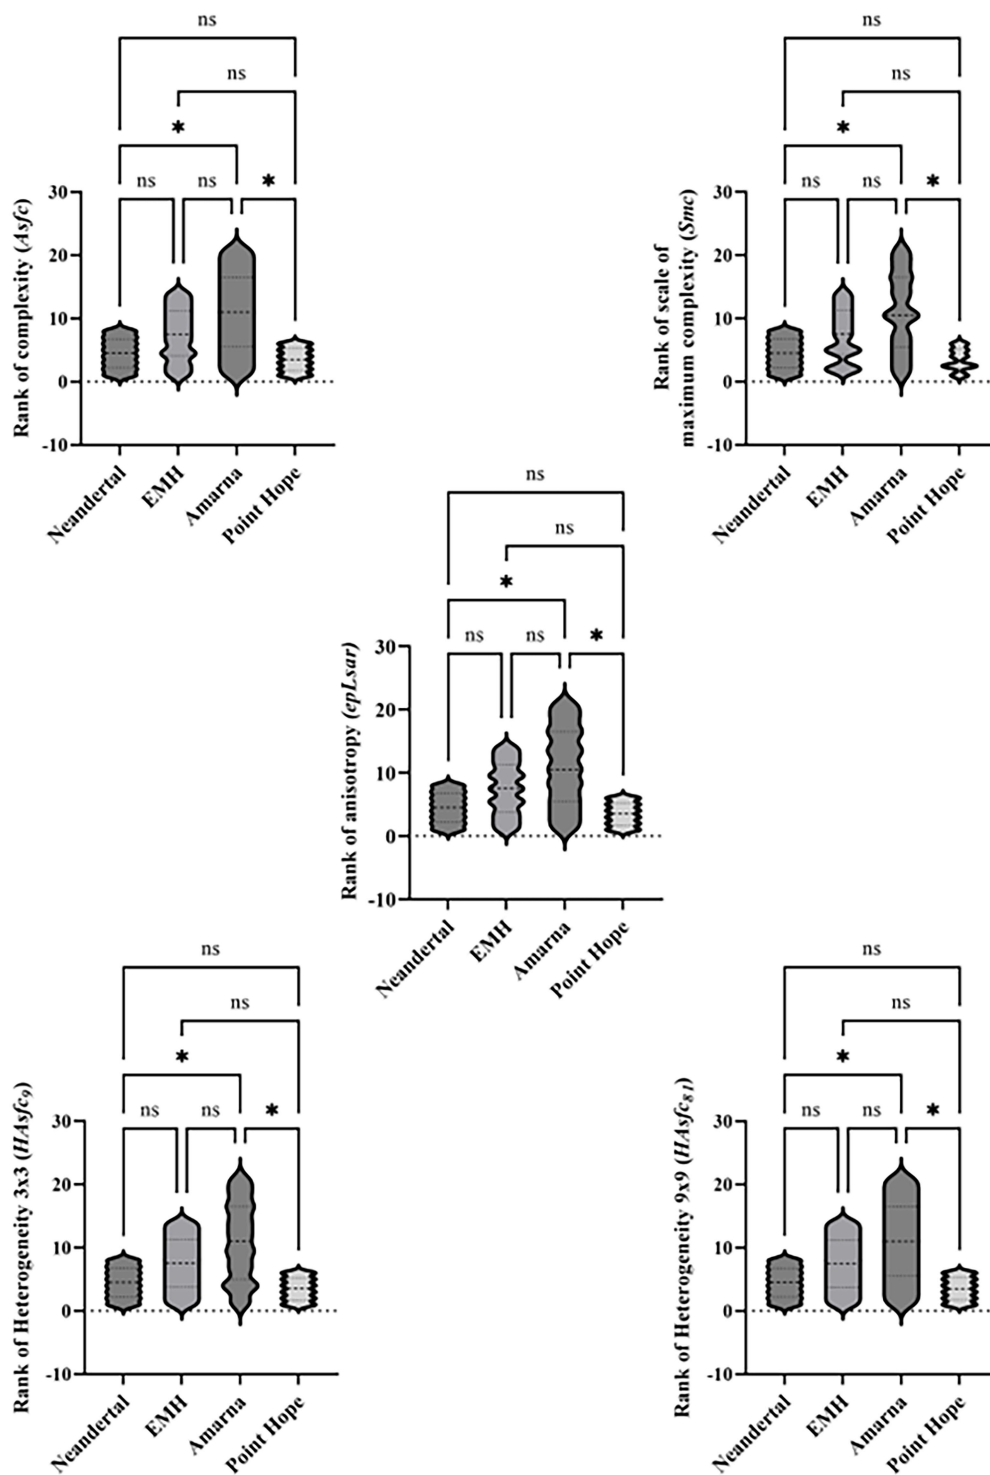 ns
ns
*
ns ns *
Rank of complexity (Asfc)
30
20
10
0
-10
Neandertal
EMH
Amarna
Point Hope
ns
ns
*
ns ns *
Rank of scale of
maximum complexity (Smc)
30
20
10
0
-10
Neandertal
EMH
Amarna
Point Hope
ns
ns
*
ns ns *
Rank of anisotropy (epLsar)
30
20
10
0
-10
Neandertal
EMH
Amarna
Point Hope
ns
ns
*
ns ns *
Rank of Heterogeneity 3x3 (HAsfc9)
30
20
10
0
-10
Neandertal
EMH
Amarna
Point Hope
ns
ns
*
ns ns *
Rank of Heterogeneity 9x9 (HAsfc81)
30
20
10
0
-10
Neandertal
EMH
Amarna
Point Hope